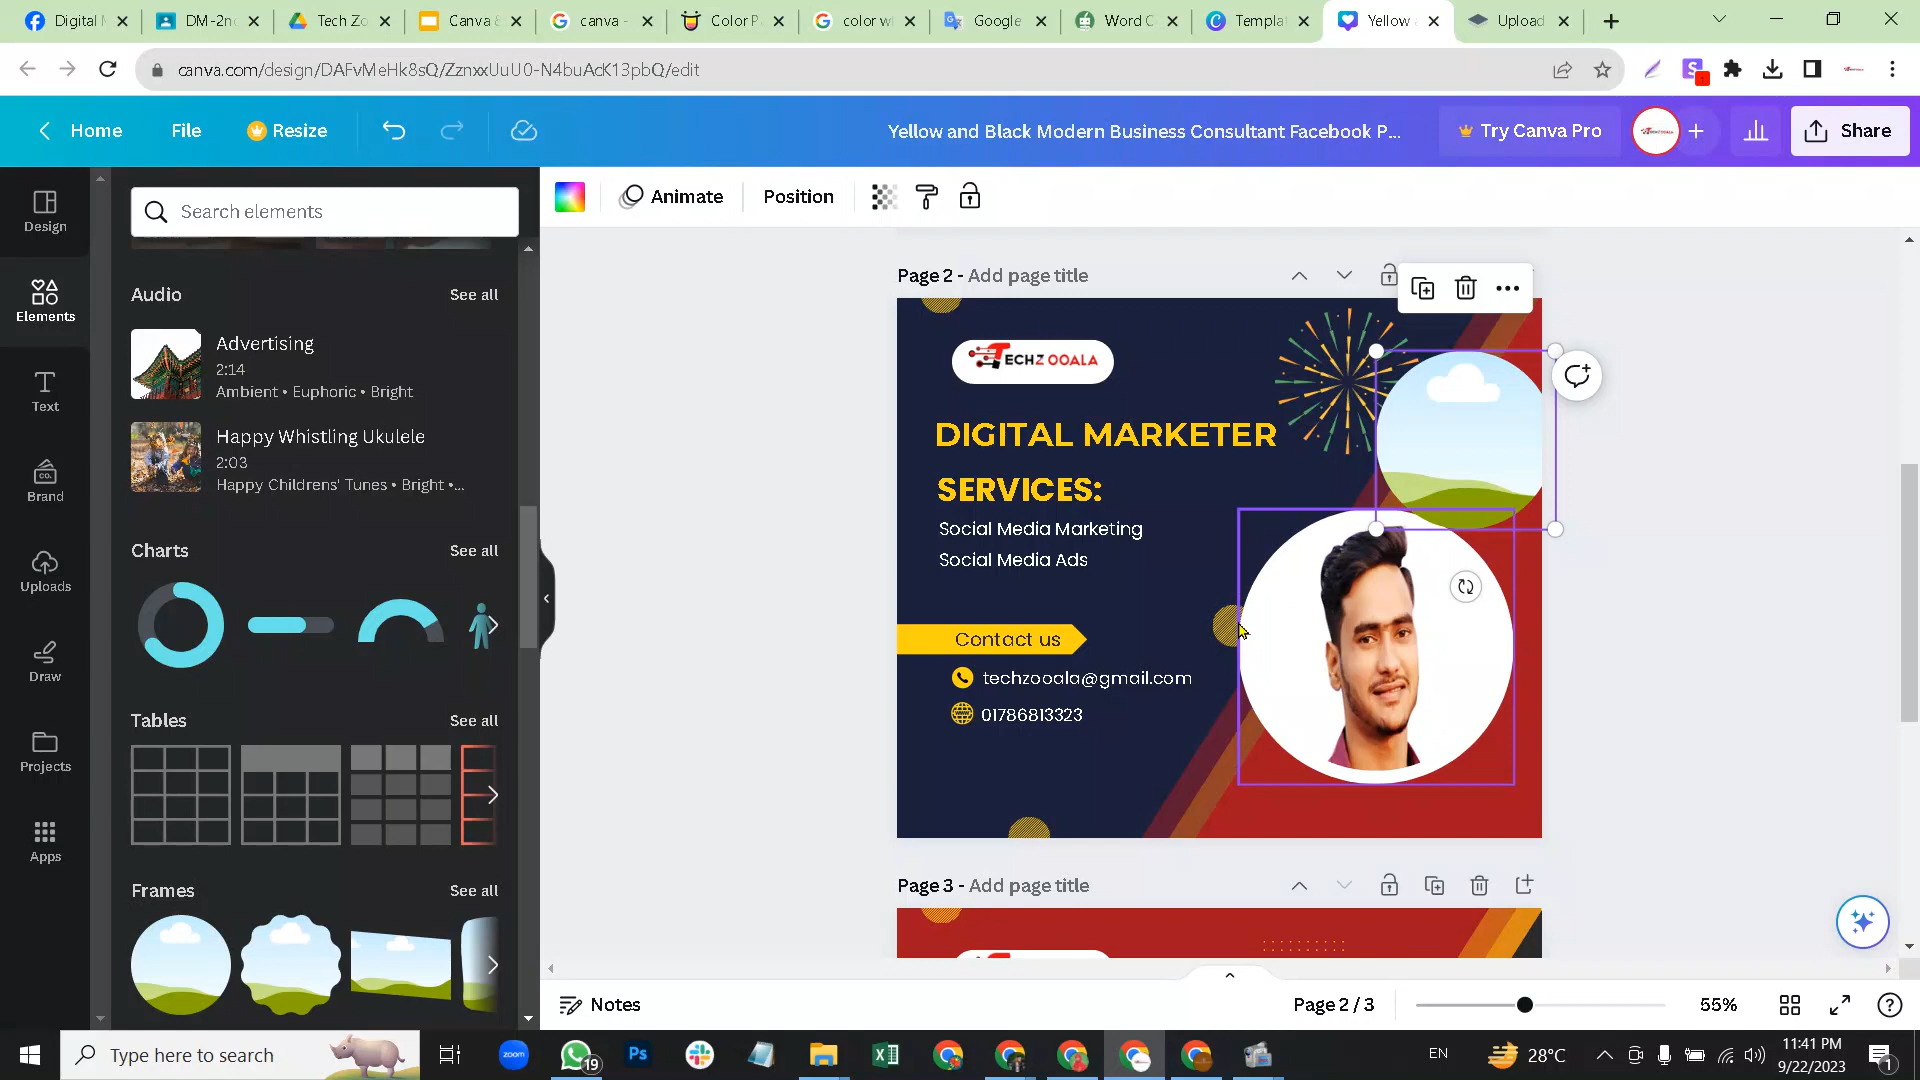 Digital M
DM-2n
Tech Zo
Canva &
canva -
Color P
color w
Google
Word C
Templa
Yellow a
Upload
canva.com/design/DAFvMeHk8sQ/ZznxxUuU0-N4buAcK13pbQ/edit
Home
File
Resize
Yellow and Black Modern Business Consultant Facebook P...
Try Canva Pro
Share
Search elements
Animate
Position
Design
Elements
Text
Brand
Uploads
Draw
Projects
Apps
Audio
See all
Advertising
2:14
Ambient • Euphoric • Bright
Happy Whistling Ukulele
2:03
Happy Childrens' Tunes • Bright •...
Charts
See all
Tables
See all
Frames
See all
Page 2 - Add page title
TECHZ OOALA
DIGITAL MARKETER
SERVICES:
Social Media Marketing
Social Media Ads
Contact us
techzooala@gmail.com
01786813323
Page 3 - Add page title
Notes
Page 2 / 3
55%
Type here to search
zoom
19
Ps
EN
28°C
11:41 PM
9/22/2023
1